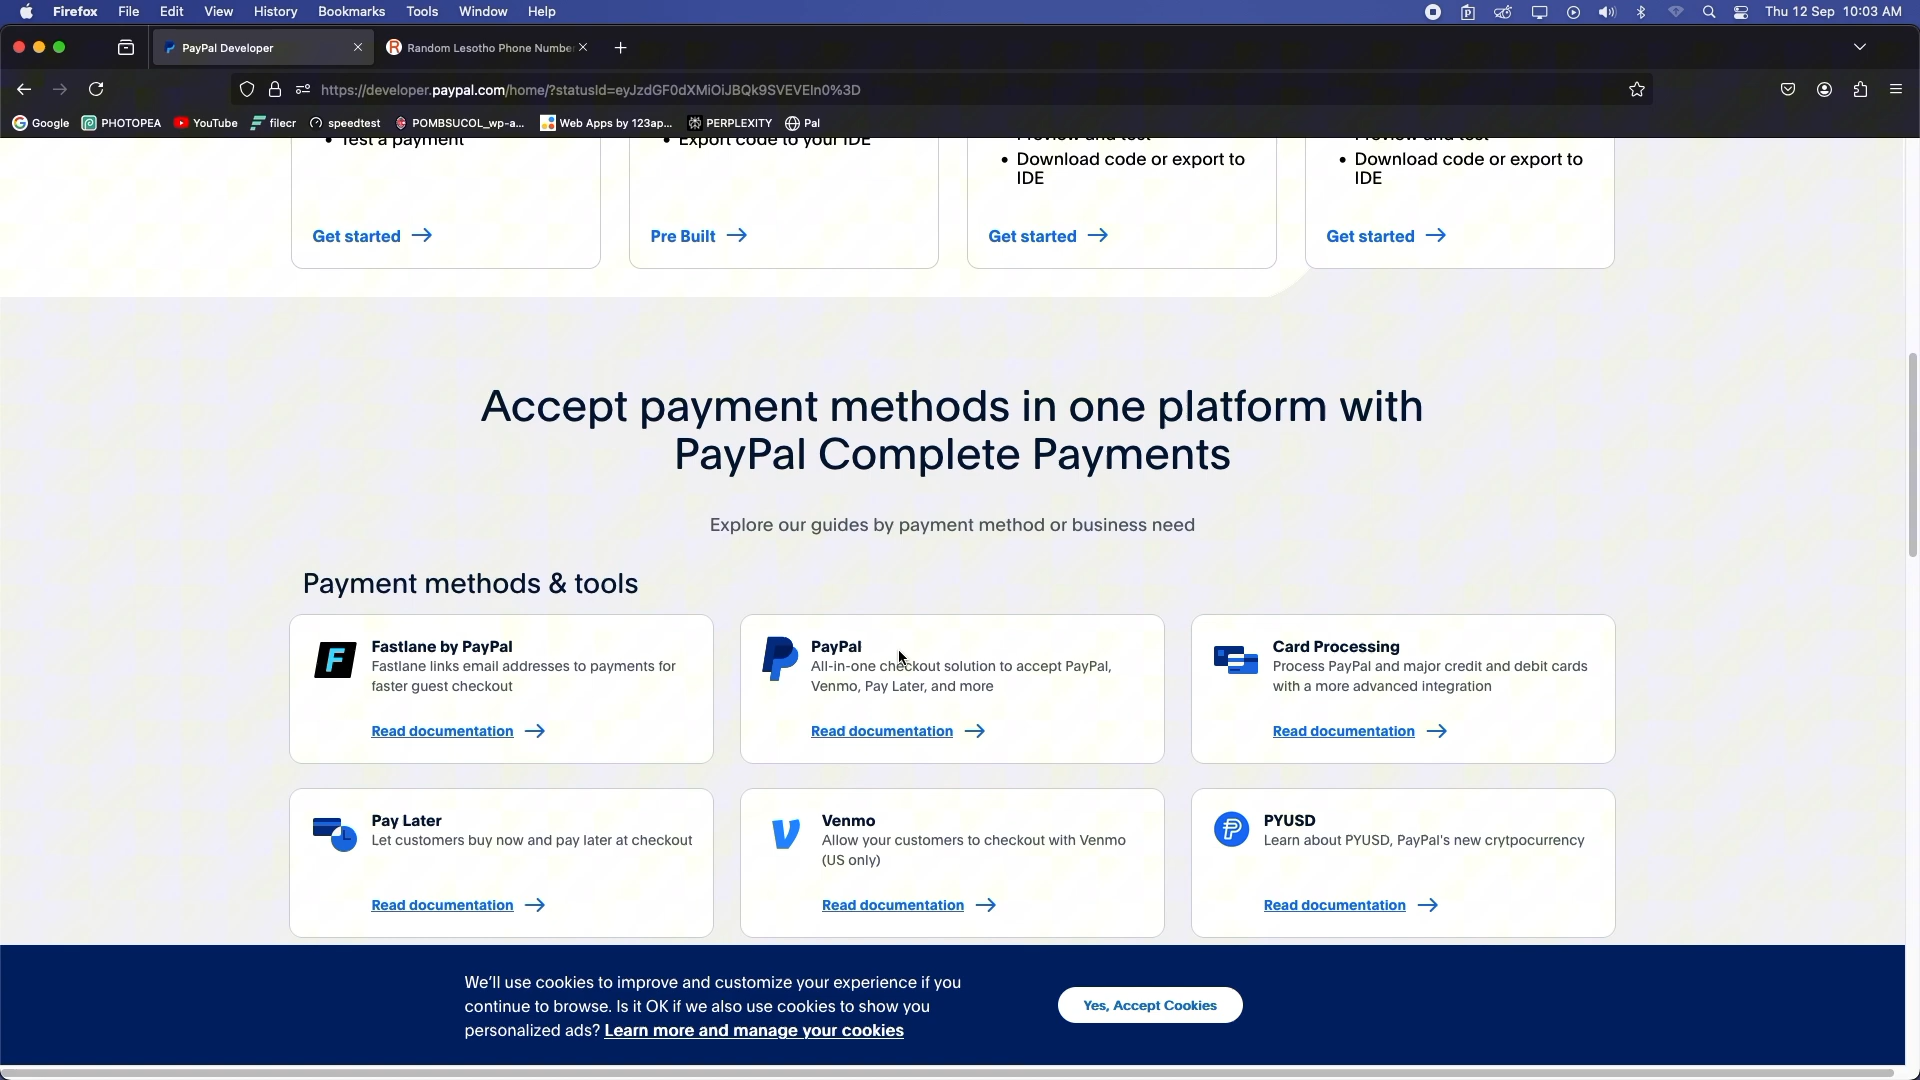 Firefox File Edit View History Bookmarks Tools Window Help Thu 12 Sep 10:03 AM
PayPal Developer Random Lesotho Phone Numbe
https://developer.paypal.com/home/?statusId=eyJzdGF0dXMiOiJBQk9SVEVEIn0%3D
Google PHOTOPEA YouTube filecr speedtest POMBSUCOL_wp-a... Web Apps by 123ap... PERPLEXITY Pal
• Test a payment • Export code to your IDE Preview and test Preview and test
• Download code or export to IDE • Download code or export to IDE
Get started Pre Built Get started Get started
Accept payment methods in one platform with
PayPal Complete Payments
Explore our guides by payment method or business need
Payment methods & tools
Fastlane by PayPal
Fastlane links email addresses to payments for
faster guest checkout
Read documentation
PayPal
All-in-one checkout solution to accept PayPal,
Venmo, Pay Later, and more
Read documentation
Card Processing
Process PayPal and major credit and debit cards
with a more advanced integration
Read documentation
Pay Later
Let customers buy now and pay later at checkout
Read documentation
Venmo
Allow your customers to checkout with Venmo
(US only)
Read documentation
PYUSD
Learn about PYUSD, PayPal's new crytpocurrency
Read documentation
We'll use cookies to improve and customize your experience if you
continue to browse. Is it OK if we also use cookies to show you
personalized ads? Learn more and manage your cookies
Yes, Accept Cookies